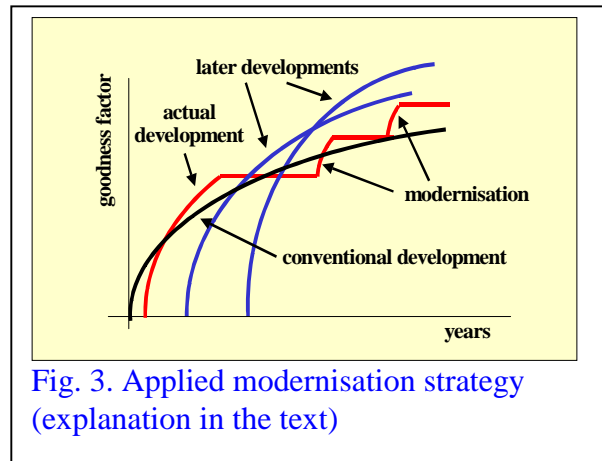 later developments
actual
development
goodness factor
modernisation
conventional development
years
Fig. 3. Applied modernisation strategy
(explanation in the text)